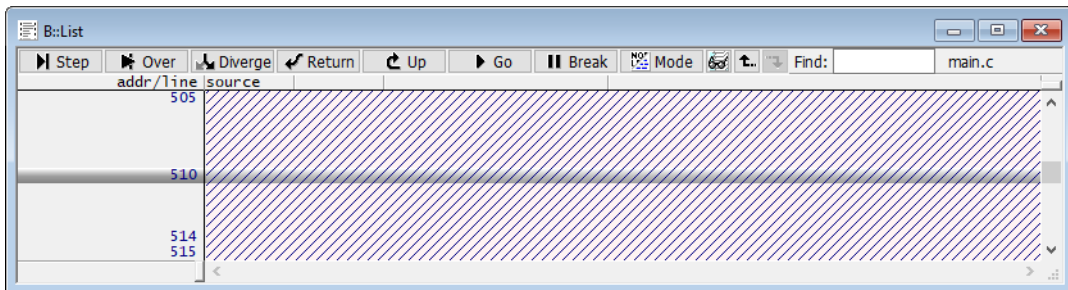 B::List
Step Over Diverge Return Up Go Break Mode Find: main.c
addr/line source
505
510
514
515